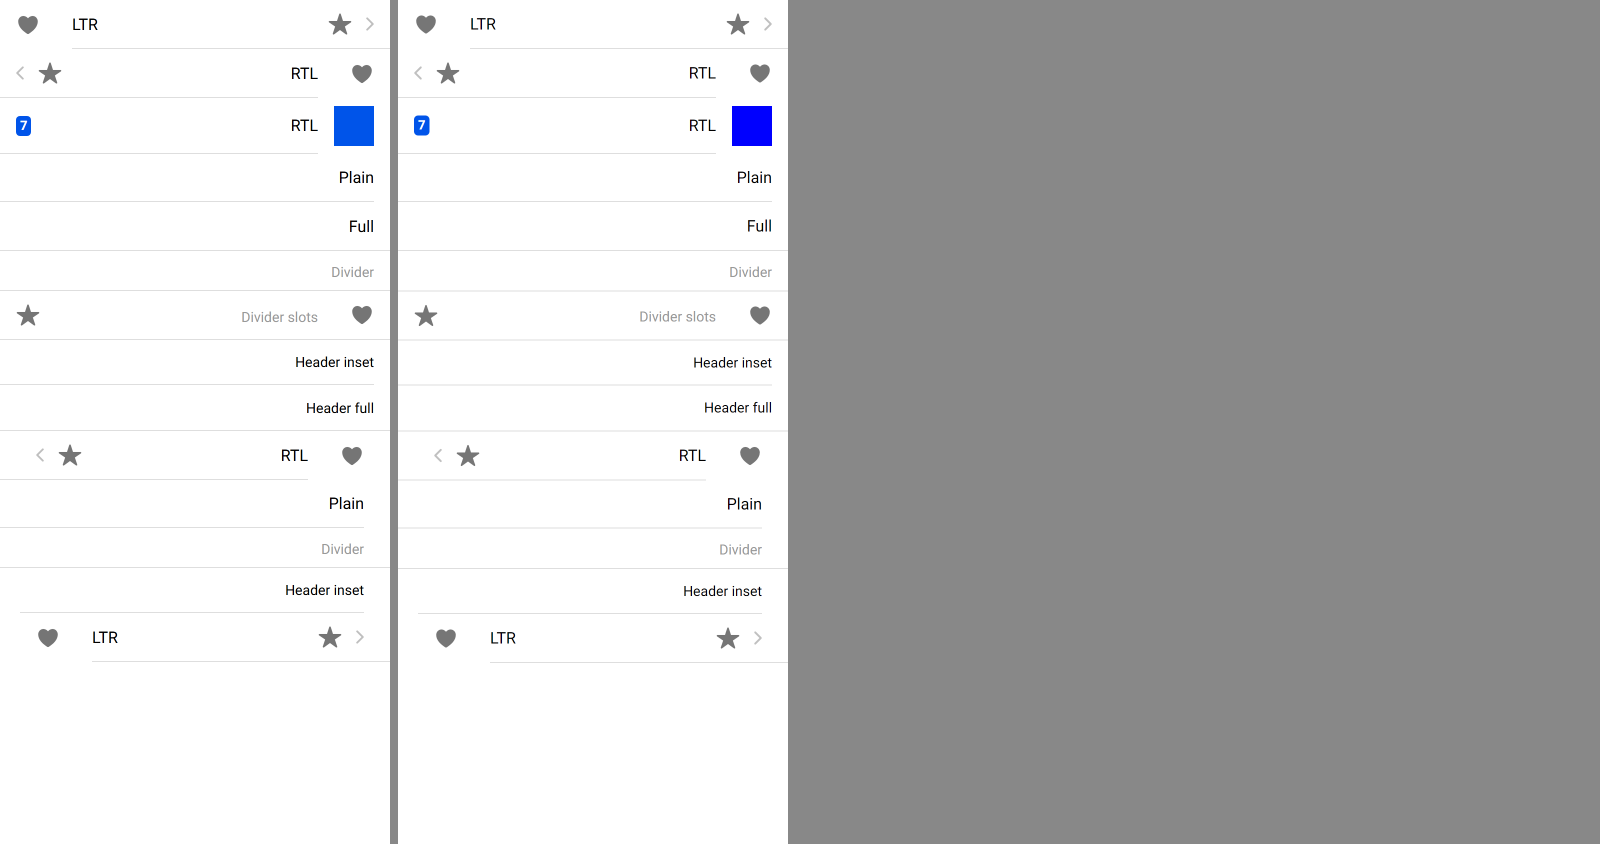 LTR
RTL
7 RTL
Plain
Full
Divider
Divider slots
Header inset
Header full
RTL
Plain
Divider
Header inset
LTR
LTR
RTL
7 RTL
Plain
Full
Divider
Divider slots
Header inset
Header full
RTL
Plain
Divider
Header inset
LTR